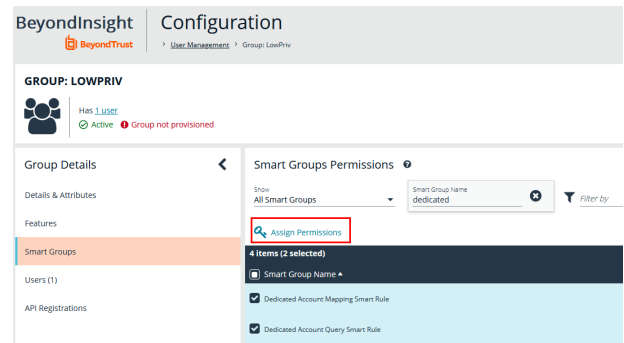 BeyondInsight
BeyondTrust
Configuration
> User Management > Group: LowPriv
GROUP: LOWPRIV
Has 1 user
Active Group not provisioned
Group Details
Details & Attributes
Features
Smart Groups
Users (1)
API Registrations
Smart Groups Permissions
Show
All Smart Groups
Smart Group Name
dedicated
Filter by
Assign Permissions
4 items (2 selected)
Smart Group Name
Dedicated Account Mapping Smart Rule
Dedicated Account Query Smart Rule